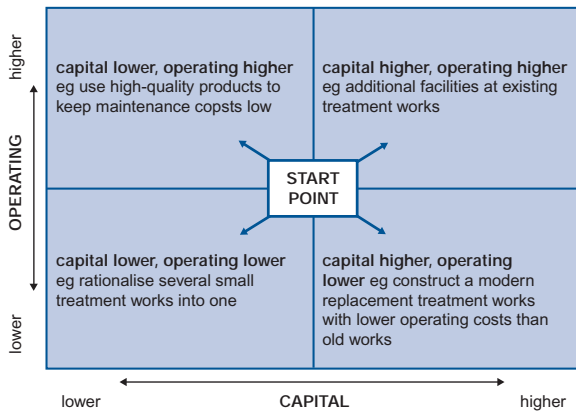 higher
OPERATING
lower
capital lower, operating higher
eg use high-quality products to
keep maintenance copsts low
capital higher, operating higher
eg additional facilities at existing
treatment works
START
POINT
capital lower, operating lower
eg rationalise several small
treatment works into one
capital higher, operating
lower eg construct a modern
replacement treatment works
with lower operating costs than
old works
lower
CAPITAL
higher